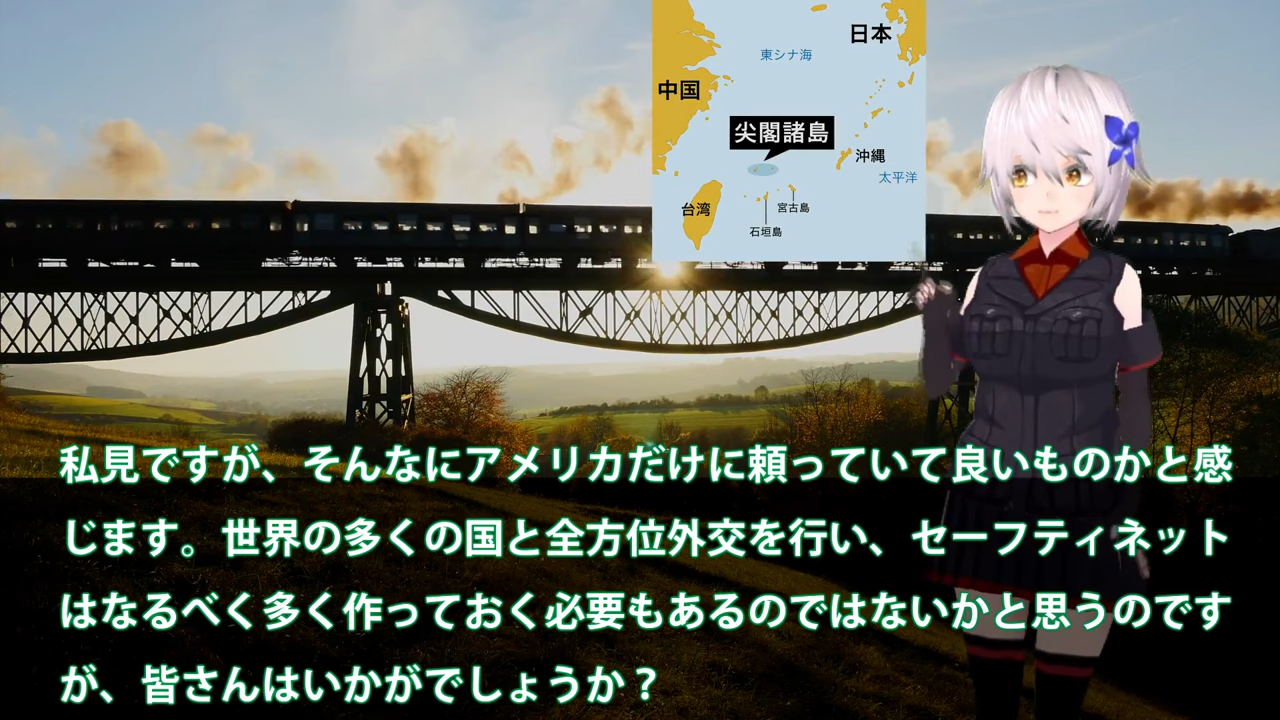 日本
東シナ海
中国
尖閣諸島
沖縄
太平洋
台湾
宮古島
石垣島
私見ですが、そんなにアメリカだけに頼っていて良いものかと感
じます。世界の多くの国と全方位外交を行い、セーフティネット
はなるべく多く作っておく必要もあるのではないかと思うのです
が、皆さんはいかがでしょうか？